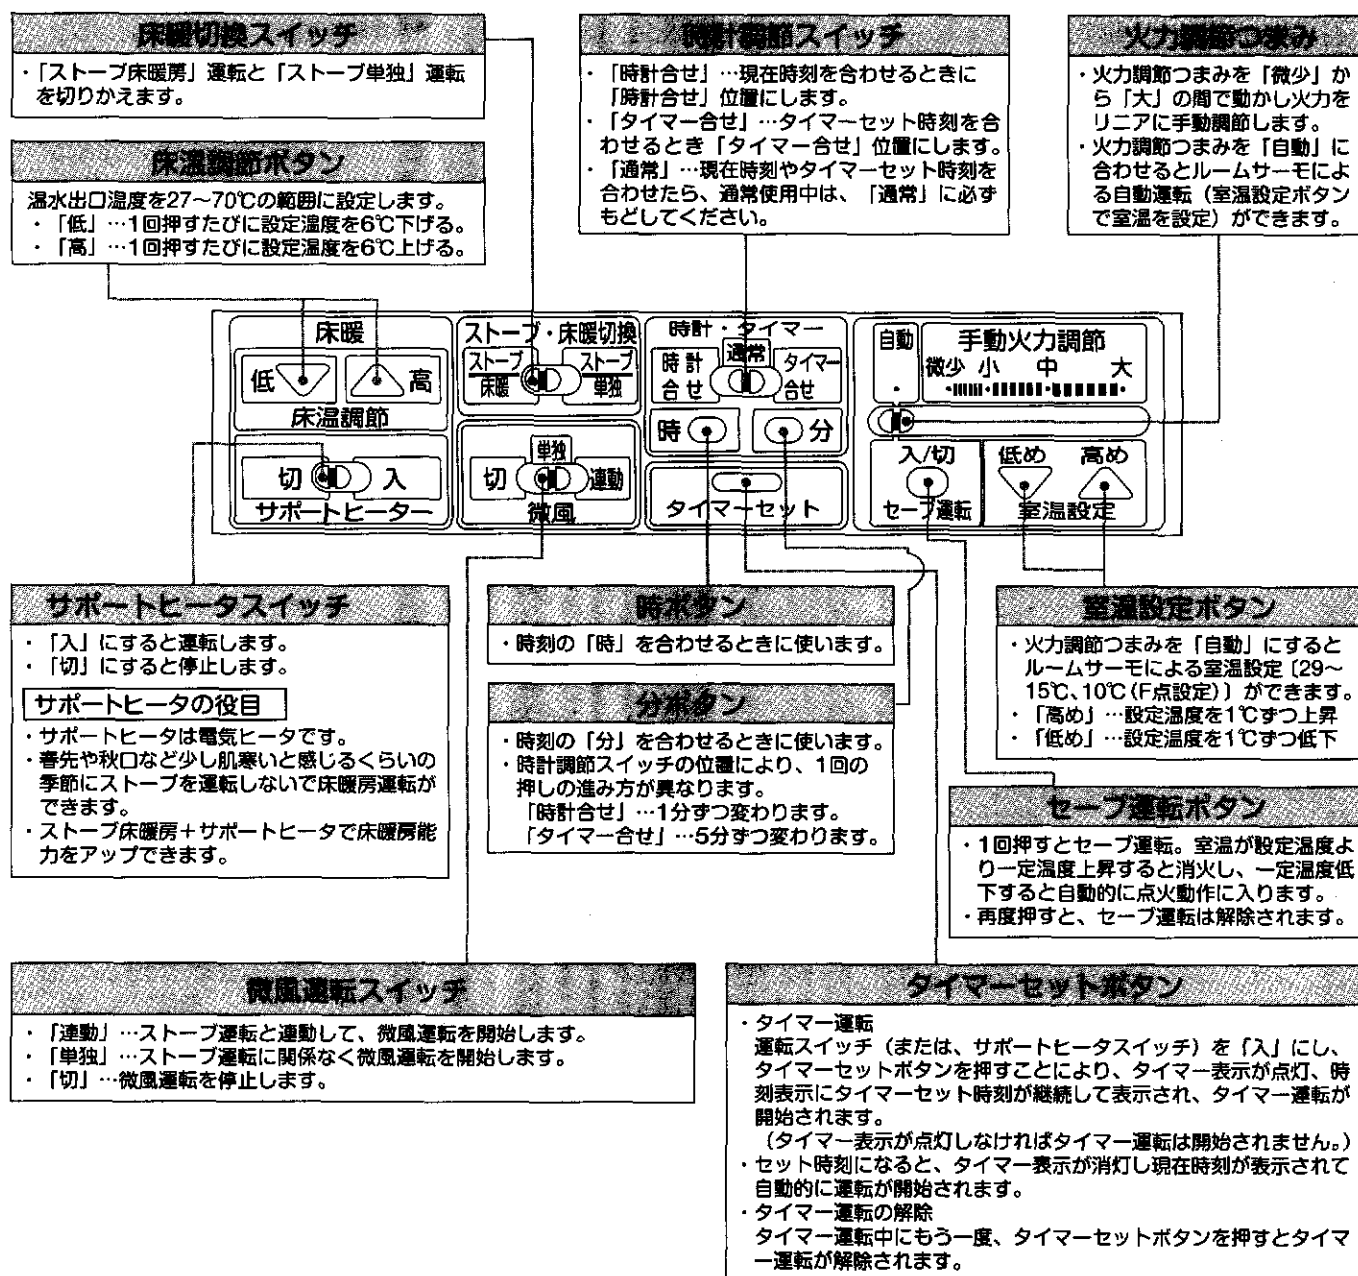 床暖切換スイッチ
・「ストーブ床暖房」運転と「ストーブ単独」運転
を切りかえます。
床温調節ボタン
温水出口温度を27〜70℃の範囲に設定します。
・「低」…1回押すたびに設定温度を6℃下げる。
・「高」…1回押すたびに設定温度を6℃上げる。
時計調節スイッチ
・「時計合せ」…現在時刻を合わせるときに
「時計合せ」位置にします。
・「タイマー合せ」…タイマーセット時刻を合
わせるとき「タイマー合せ」位置にします。
・「通常」…現在時刻やタイマーセット時刻を
合わせたら、通常使用中は、「通常」に必ず
もどしてください。
火力調節つまみ
・火力調節つまみを「微少」か
ら「大」の間で動かし火力を
リニアに手動調節します。
・火力調節つまみを「自動」に
合わせるとルームサーモによ
る自動運転（室温設定ボタン
で室温を設定）ができます。
床暖
低
高
床温調節
切
入
サポートヒーター
ストーブ・床暖切換
ストーブ
床暖
ストーブ
単独
単独
切
連動
微風
時計・タイマー
時計
合せ
通常
タイマー
合せ
時
分
タイマーセット
自動
手動火力調節
微少 小 中 大
入/切
セーブ運転
低め
高め
室温設定
サポートヒータスイッチ
・「入」にすると運転します。
・「切」にすると停止します。
サポートヒータの役目
・サポートヒータは電気ヒータです。
・春先や秋口など少し肌寒いと感じるくらいの
季節にストーブを運転しないで床暖房運転が
できます。
・ストーブ床暖房＋サポートヒータで床暖房能
力をアップできます。
時ボタン
・時刻の「時」を合わせるときに使います。
分ボタン
・時刻の「分」を合わせるときに使います。
・時計調節スイッチの位置により、1回の
押しの進み方が異なります。
「時計合せ」…1分ずつ変わります。
「タイマー合せ」…5分ずつ変わります。
室温設定ボタン
・火力調節つまみを「自動」にすると
ルームサーモによる室温設定〔29〜
15℃、10℃(F点設定)〕ができます。
・「高め」…設定温度を1℃ずつ上昇
・「低め」…設定温度を1℃ずつ低下
セーブ運転ボタン
・1回押すとセーブ運転。室温が設定温度よ
り一定温度上昇すると消火し、一定温度低
下すると自動的に点火動作に入ります。
・再度押すと、セーブ運転は解除されます。
微風運転スイッチ
・「連動」…ストーブ運転と連動して、微風運転を開始します。
・「単独」…ストーブ運転に関係なく微風運転を開始します。
・「切」…微風運転を停止します。
タイマーセットボタン
・タイマー運転
運転スイッチ（または、サポートヒータスイッチ）を「入」にし、
タイマーセットボタンを押すことにより、タイマー表示が点灯、時
刻表示にタイマーセット時刻が継続して表示され、タイマー運転が
開始されます。
（タイマー表示が点灯しなければタイマー運転は開始されません。）
・セット時刻になると、タイマー表示が消灯し現在時刻が表示されて
自動的に運転が開始されます。
・タイマー運転の解除
タイマー運転中にもう一度、タイマーセットボタンを押すとタイマ
ー運転が解除されます。